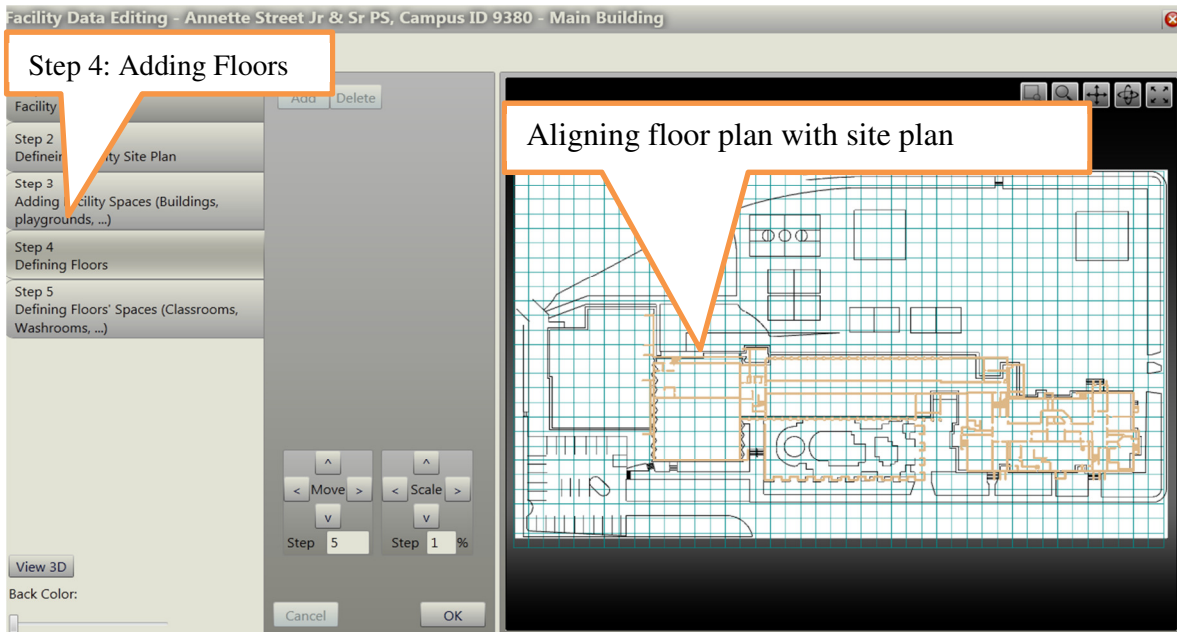 Facility Data Editing - Annette Street Jr & Sr PS, Campus ID 9380 - Main Building
Step 4: Adding Floors
Facility
Add Delete
Step 2
Definein ity Site Plan
Step 3
Adding cility Spaces (Buildings,
playgrounds, ...)
Step 4
Defining Floors
Step 5
Defining Floors' Spaces (Classrooms,
Washrooms, ...)
Aligning floor plan with site plan
^ ^
< Move > < Scale >
v v
Step 5 Step 1 %
View 3D
Back Color:
Cancel OK